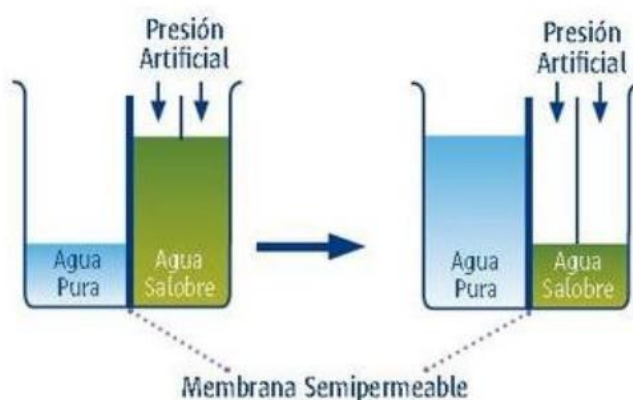 Presión
Artificial
Presión
Artificial
Agua
Pura
Agua
Salobre
Agua
Pura
Agua
Salobre
Membrana Semipermeable